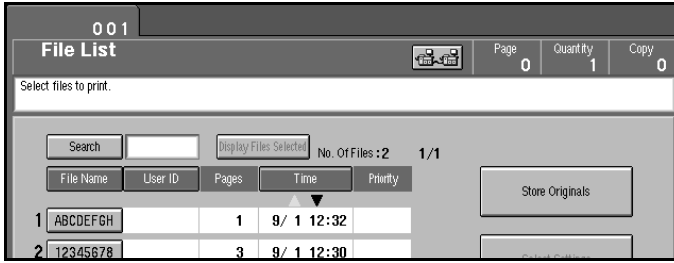 001
File List
Page 0 Quantity 1 Copy 0
Select files to print.
Search Display Files Selected No. Of Files :2 1/1
File Name User ID Pages Time Priority
Store Originals
1 ABCDEFGH 1 9/ 1 12:32
2 12345678 3 9/ 1 12:30
Select Settings